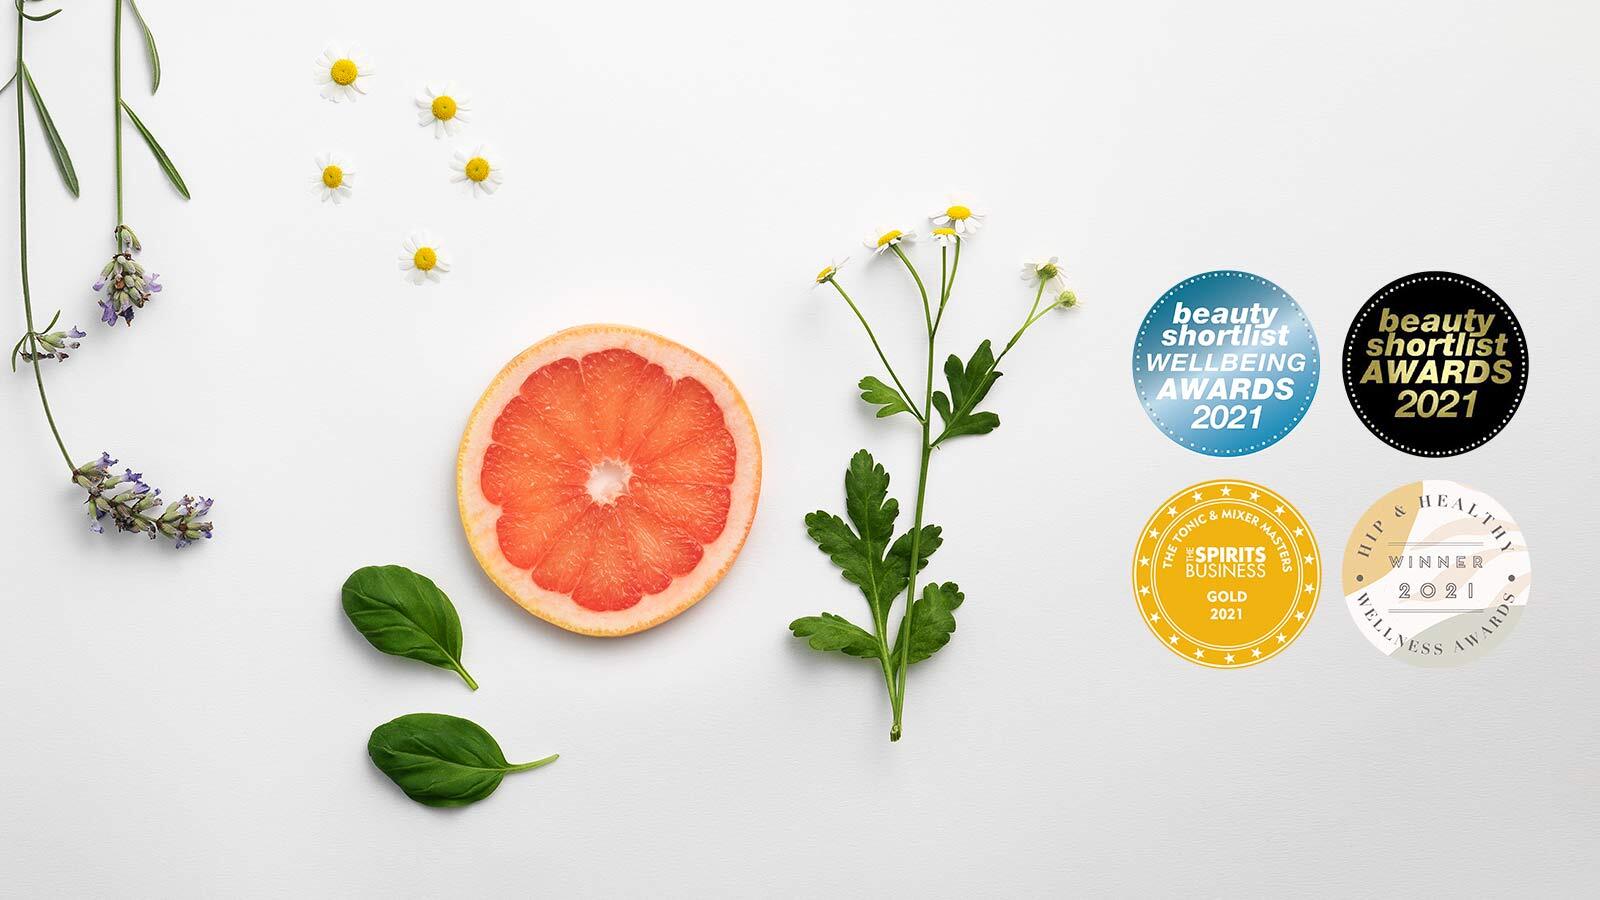 beauty
shortlist
WELLBEING
AWARDS
2021
beauty
shortlist
AWARDS
2021
THE TONIC & MIXER MASTERS
THE SPIRITS
BUSINESS
GOLD
2021
HIP & HEALTHY
WINNER
2021
WELLNESS AWARDS